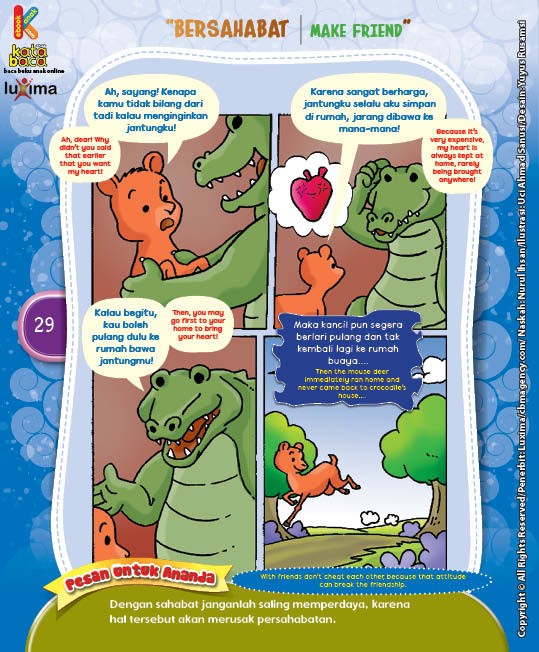 "BERSAHABAT | MAKE FRIEND"
ebook
anak
kata
baca
baca buku anak online
luxima
Ah, sayang! Kenapa
kamu tidak bilang dari
tadi kalau menginginkan
jantungku!
Ah, dear! Why
didn't you said
that earlier
that you want
my heart!
Karena sangat berharga,
jantungku selalu aku simpan
di rumah, jarang dibawa ke
mana-mana!
Because it's
very expensive,
my heart is
always kept at
home, rarely
being brought
anywhere!
29
Kalau begitu,
kau boleh
pulang dulu ke
rumah bawa
jantungmu!
Then, you may
go first to your
home to bring
your heart!
Maka kancil pun segera
berlari pulang dan tak
kembali lagi ke rumah
buaya....
Then the mouse deer
immediately ran home and
never came back to crocodile's
house....
Pesan untuk Ananda
With friends don't cheat each other, because that attitude
can break the friendship.
Dengan sahabat janganlah saling memperdaya, karena
hal tersebut akan merusak persahabatan.
Copyright © All Rights Reserved/Penerbit: Luxima/cbmagency.com/ Naskah: Nurul Ihsan/Ilustrasi: Uci Ahmad Sanusi/Desain: Yuyus Rusamsi